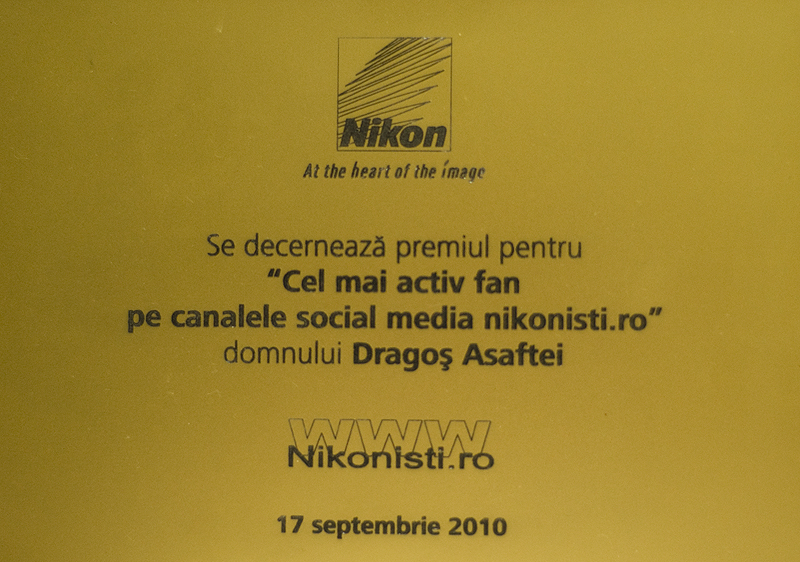 Nikon
At the heart of the image
Se decernează premiul pentru
“Cel mai activ fan
pe canalele social media nikonisti.ro”
domnului Dragoş Asaftei
WWW
Nikonisti.ro
17 septembrie 2010